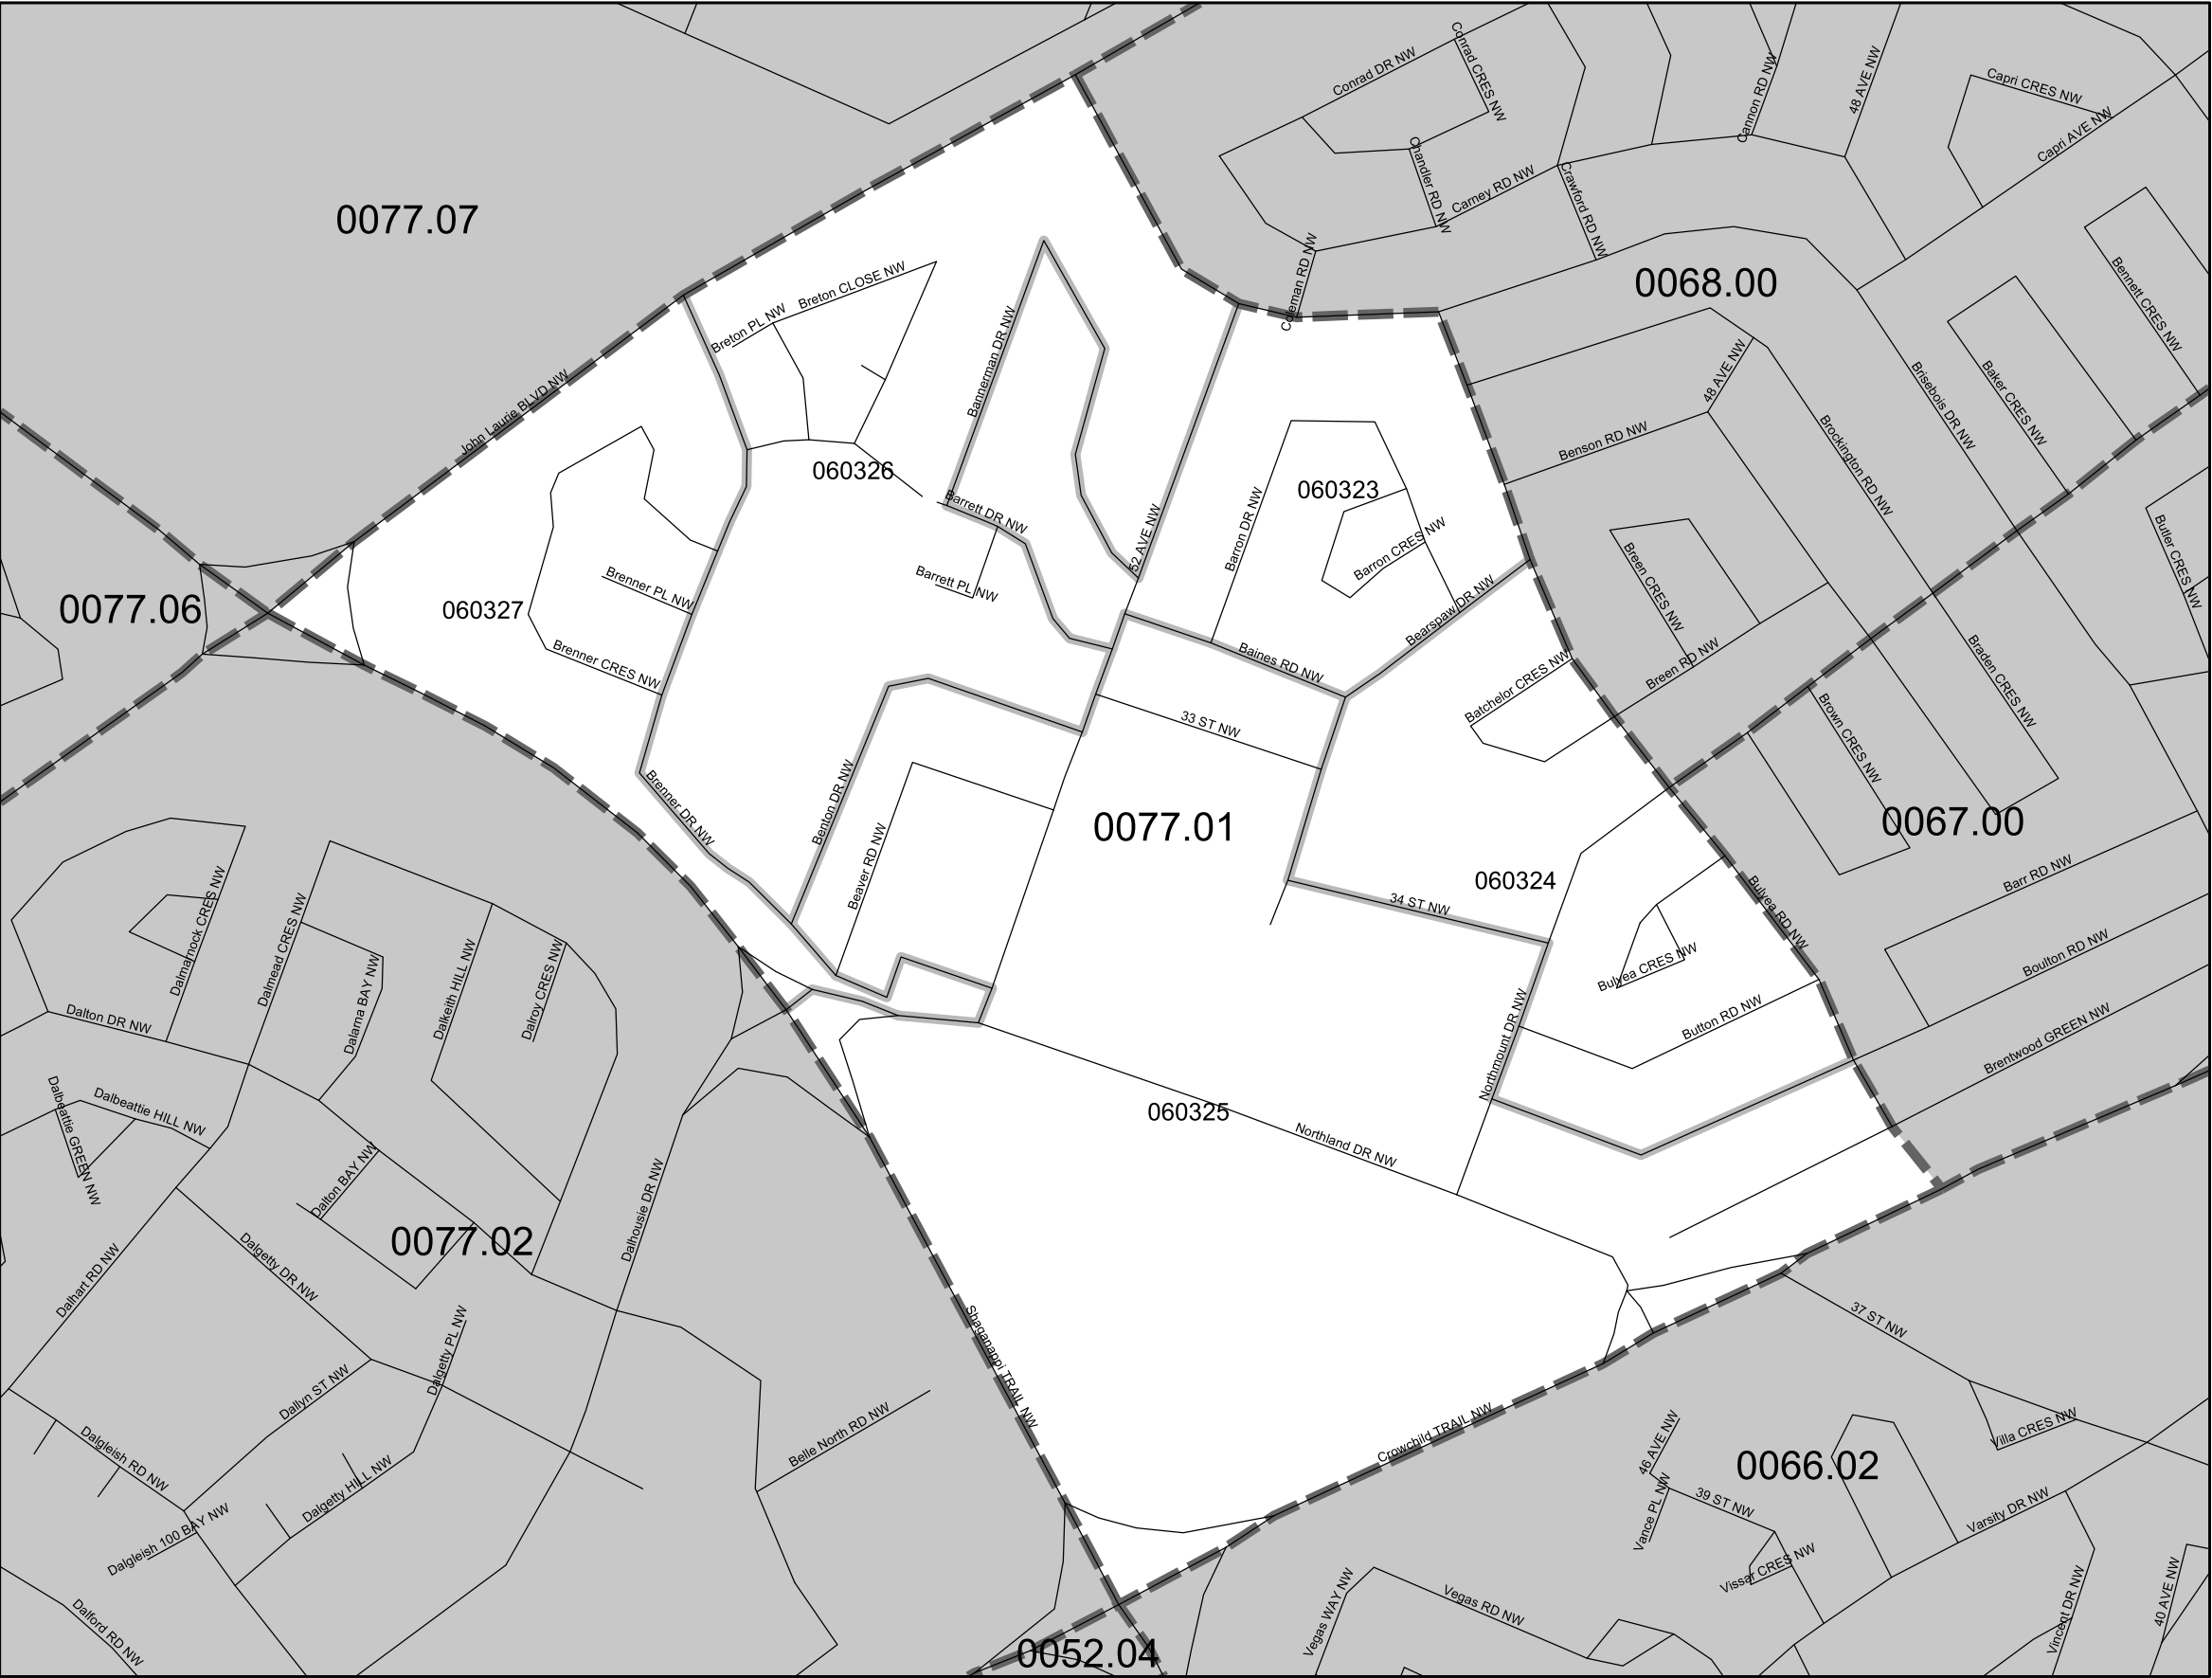 Conrad CRES NW
Conrad DR NW
Cannon RD NW
48 AVE NW
Capri CRES NW
Capri AVE NW
Chandler RD NW
Carney RD NW
Crawford RD NW
0077.07
Coleman RD NW
0068.00
Bennett CRES NW
Breton CLOSE NW
Breton PL NW
Bannerman DR NW
48 AVE NW
Brisebois DR NW
Baker CRES NW
John Laurie BLVD NW
Benson RD NW
Brockington RD NW
060326
060323
Barrett DR NW
Barron DR NW
52 AVE NW
Barron CRES NW
Butler CRES NW
Breen CRES NW
0077.06
060327
Brenner PL NW
Barrett PL NW
Bearspaw DR NW
Brenner CRES NW
Baines RD NW
Batchelor CRES NW
Breen RD NW
Braden CRES NW
33 ST NW
Brown CRES NW
Brenner DR NW
Benton DR NW
0077.01
0067.00
Beaver RD NW
060324
34 ST NW
Barr RD NW
Bulyea RD NW
Dalmarnock CRES NW
Dalmead CRES NW
Dalkeith HILL NW
Dalroy CRES NW
Dalarna BAY NW
Bulyea CRES NW
Boulton RD NW
Dalton DR NW
Button RD NW
Northmount DR NW
Brentwood GREEN NW
Dalbeattie HILL NW
Dalbeattie GREEN NW
060325
Northland DR NW
Dalton BAY NW
0077.02
Dalhousie DR NW
Dalgetty DR NW
Dalhart RD NW
Dalgetty PL NW
Shaganappi TRAIL NW
37 ST NW
Dallyn ST NW
Belle North RD NW
Crowchild TRAIL NW
Villa CRES NW
46 AVE NW
0066.02
Dalgleish RD NW
Dalgetty HILL NW
39 ST NW
Vance PL NW
Varsity DR NW
Dalgleish 100 BAY NW
Vissar CRES NW
Vegas WAY NW
Vegas RD NW
Vincent DR NW
40 AVE NW
Dalford RD NW
0052.04